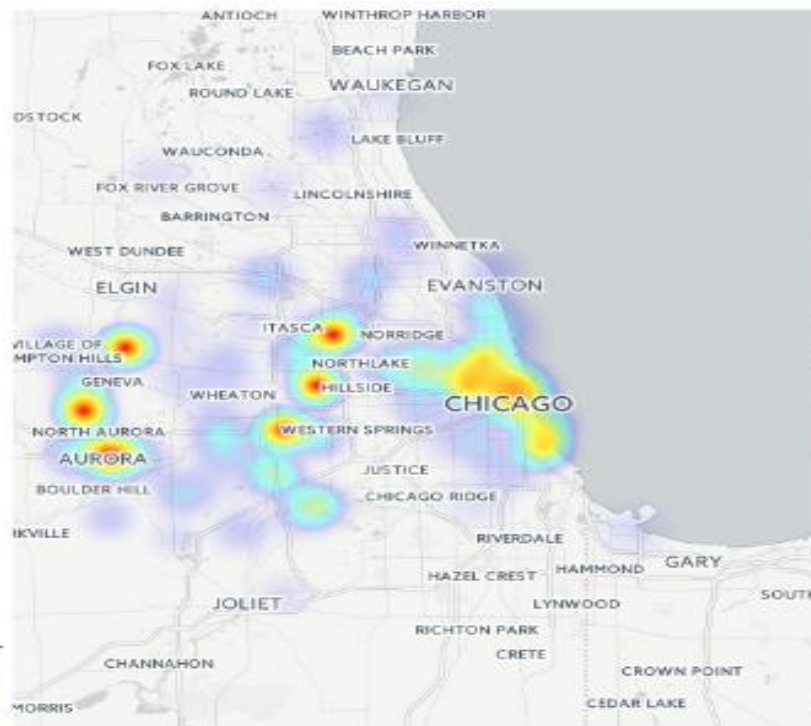 ANTIOCH
WINTHROP HARBOR
BEACH PARK
FOX LAKE
WAUKEGAN
ROUND LAKE
DSTOCK
LAKE BLUFF
WAUCONDA
FOX RIVER GROVE
LINCOLNSHIRE
BARRINGTON
WINNETKA
WEST DUNDEE
ELGIN
EVANSTON
ITASCA
NORRIDGE
VILLAGE OF
MPTON HILLS
NORTHLAKE
GENEVA
HILLSIDE
WHEATON
CHICAGO
NORTH AURORA
WESTERN SPRINGS
AURORA
JUSTICE
BOULDER HILL
CHICAGO RIDGE
RKVILLE
RIVERDALE
GARY
HAMMOND
HAZEL CREST
SOUTH
JOLIET
LYNWOOD
RICHTON PARK
CRETE
CHANNAHON
CROWN POINT
MORRIS
CEDAR LAKE